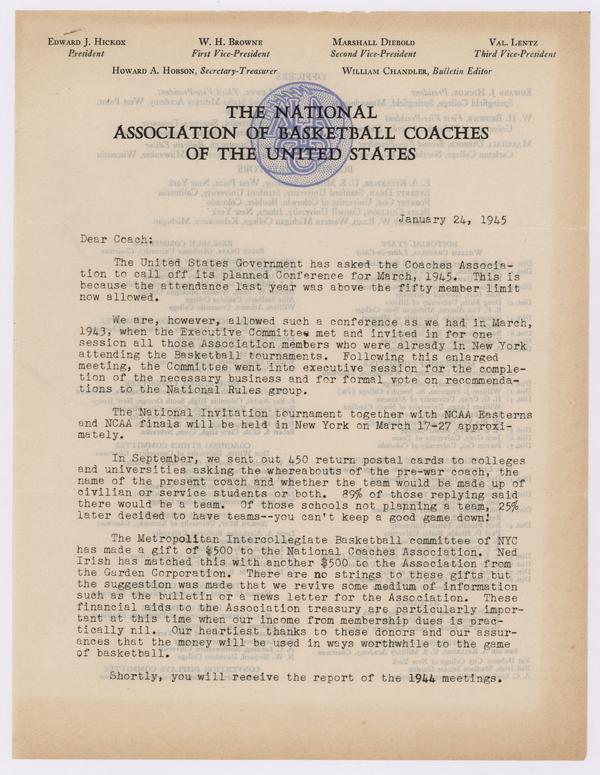 EDWARD J. HICKOX W. H. BROWNE MARSHALL DIEBOLD VAL. LENTZ
President First Vice-President Second Vice-President Third Vice-President
HOWARD A. HOBSON, Secretary-Treasurer WILLIAM CHANDLER, Bulletin Editor
THE NATIONAL
ASSOCIATION OF BASKETBALL COACHES
OF THE UNITED STATES
January 24, 1945
Dear Coach:
The United States Government has asked the Coaches Associa-
tion to call off its planned Conference for March, 1945. This is
because the attendance last year was above the fifty member limit
now allowed.
We are, however, allowed such a conference as we had in March,
1943, when the Executive Committee met and invited in for one
session all those Association members who were already in New York
attending the Basketball tournaments. Following this enlarged
meeting, the Committee went into executive session for the comple-
tion of the necessary business and for formal vote on recommenda-
tions to the National Rules group.
The National Invitation tournament together with NCAA Easterns
and NCAA finals will be held in New York on March 17-27 approxi-
mately.
In September, we sent out 450 return postal cards to colleges
and universities asking the whereabouts of the pre-war coach, the
name of the present coach and whether the team would be made up of
civilian or service students or both. 89% of those replying said
there would be a team. Of those schools not planning a team, 25%
later decided to have teams--you can't keep a good game down!
The Metropolitan Intercollegiate Basketball committee of NYC
has made a gift of $500 to the National Coaches Association. Ned
Irish has matched this with another $500 to the Association from
the Garden Corporation. There are no strings to these gifts but
the suggestion was made that we revive some medium of information
such as the bulletin or a news letter for the Association. These
financial aids to the Association treasury are particularly impor-
tant at this time when our income from membership dues is prac-
tically nil. Our heartiest thanks to these donors and our assur-
ances that the money will be used in ways worthwhile to the game
of basketball.
Shortly, you will receive the report of the 1944 meetings.